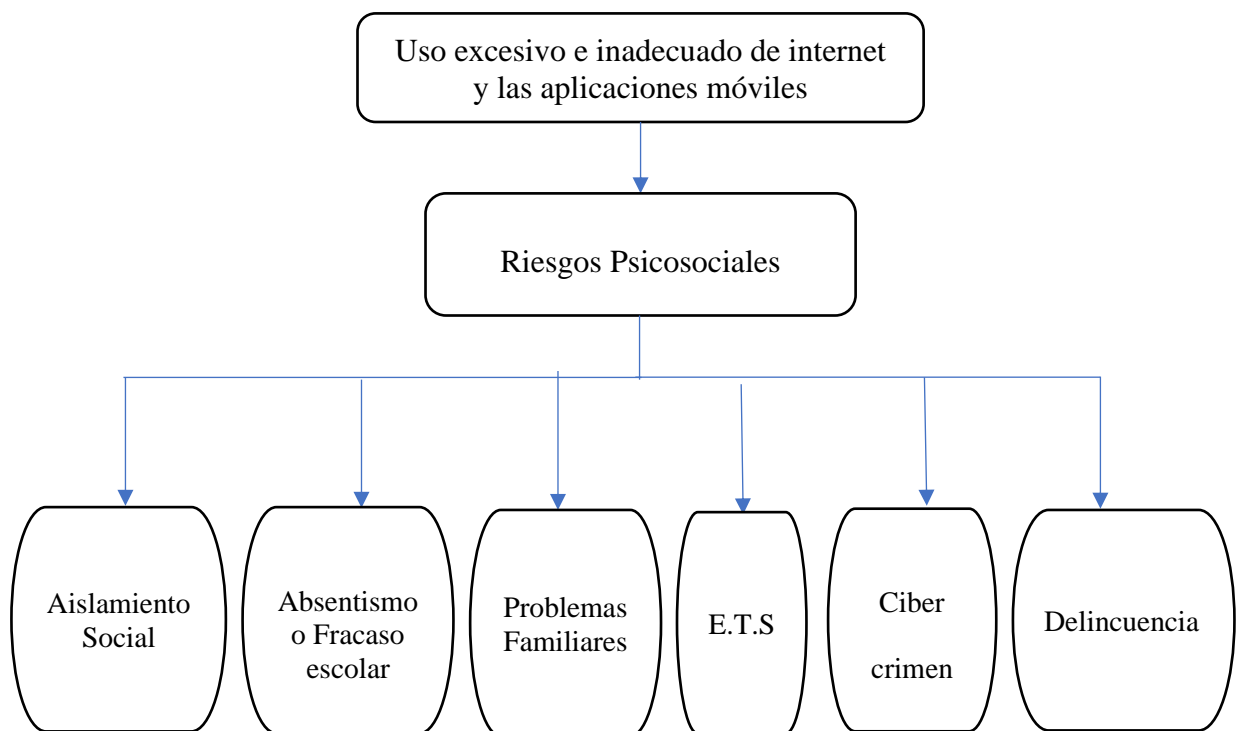 Uso excesivo e inadecuado de internet
y las aplicaciones móviles
Riesgos Psicosociales
Aislamiento
Social
Absentismo
o Fracaso
escolar
Problemas
Familiares
E.T.S
Ciber
crimen
Delincuencia